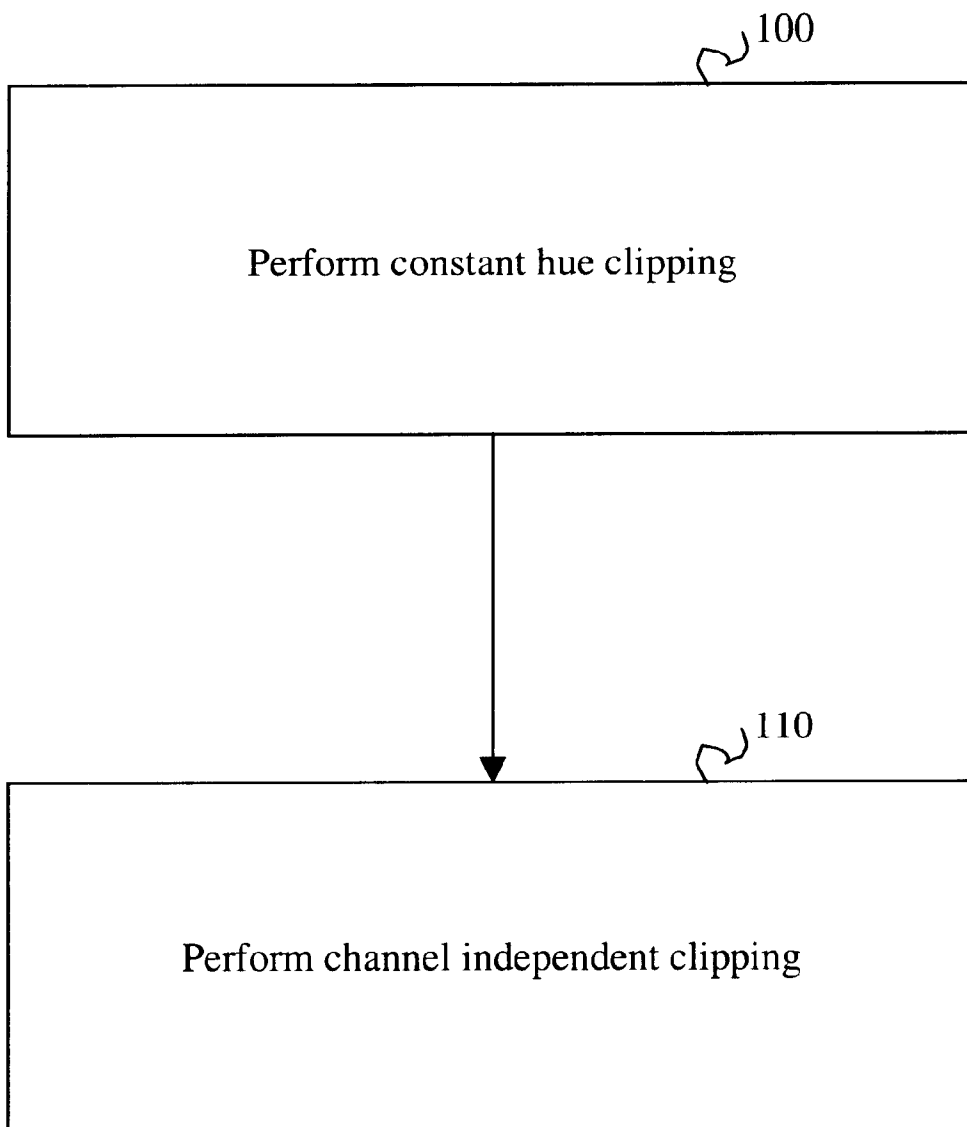 100
Perform constant hue clipping
110
Perform channel independent clipping